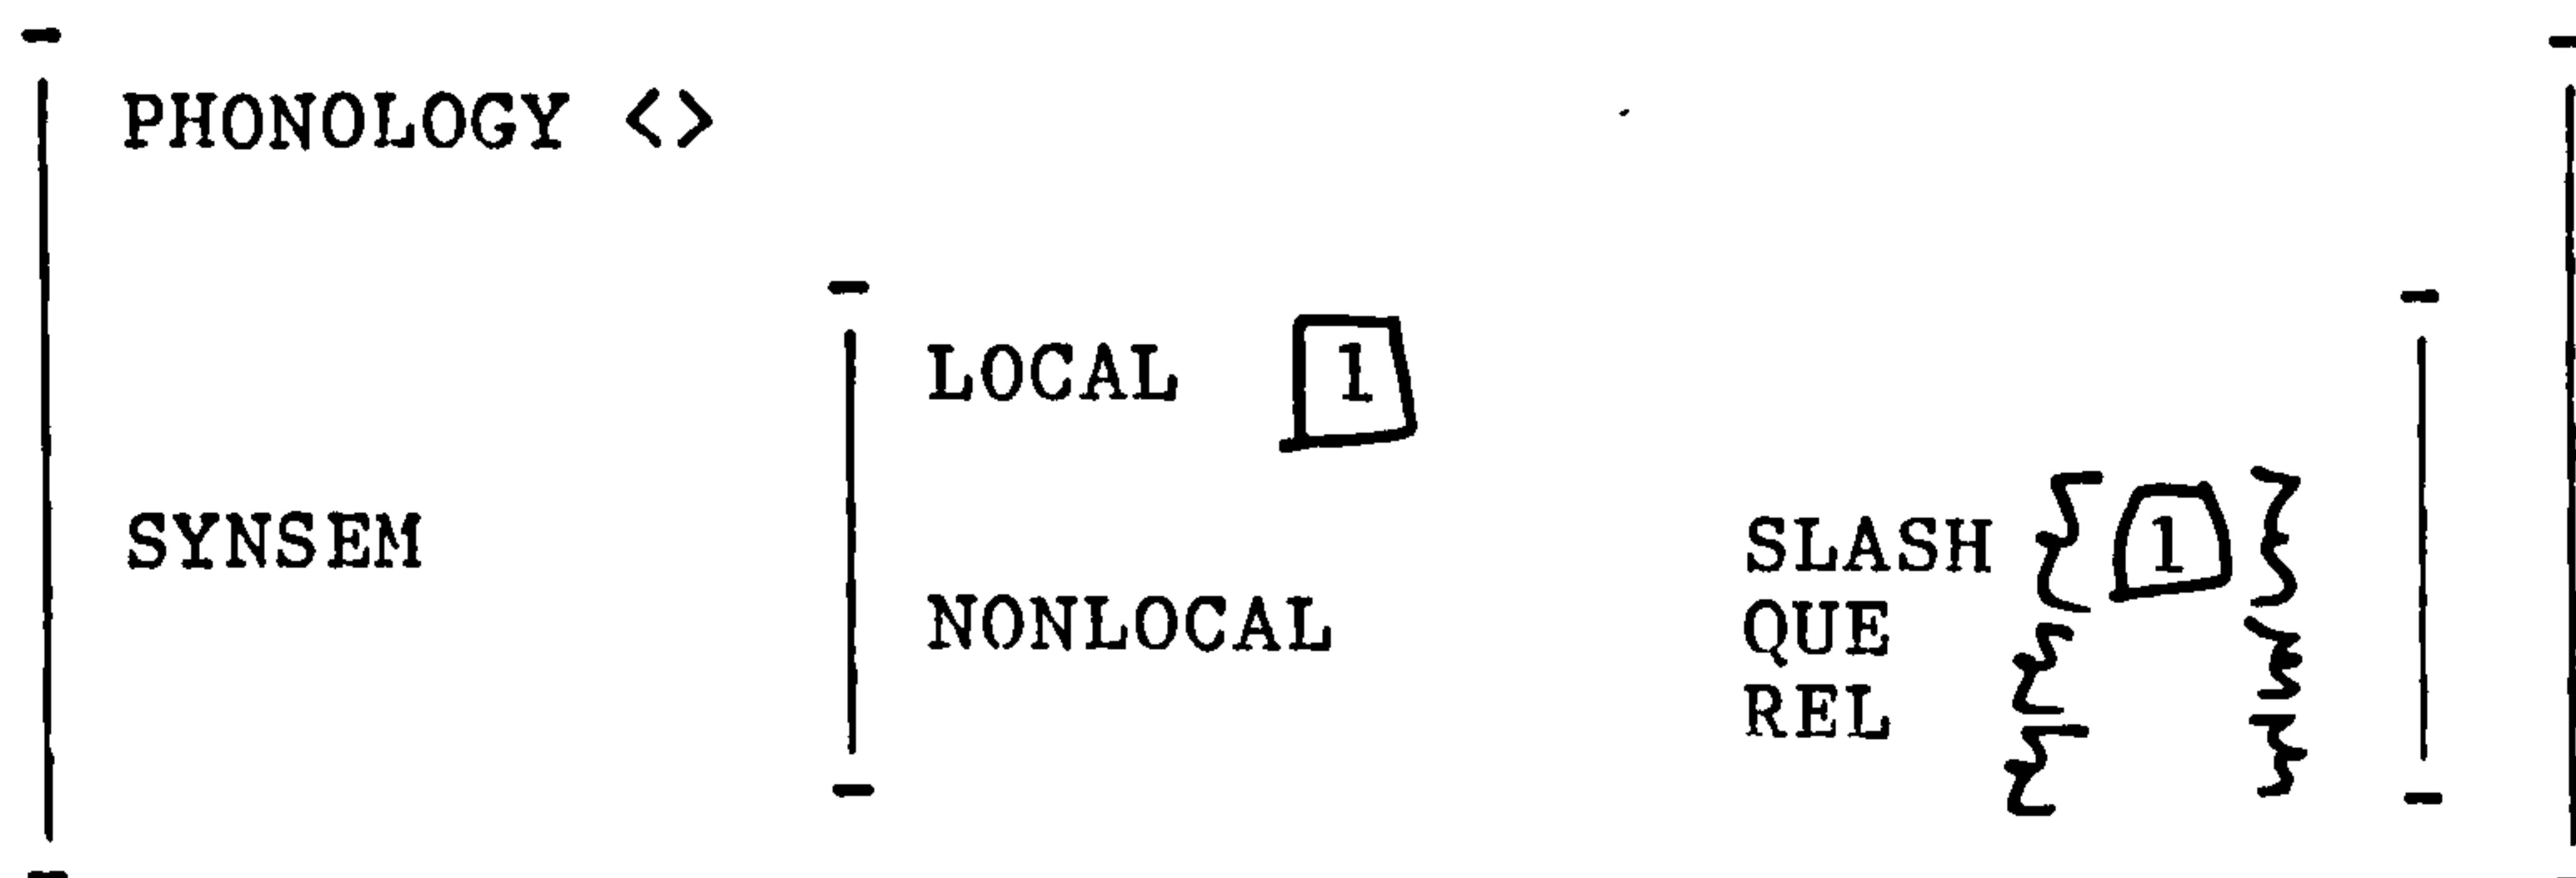 PHONOLOGY <>
LOCAL 1
SYNSEM
SLASH { 1 }
NONLOCAL
QUE { }
REL { }